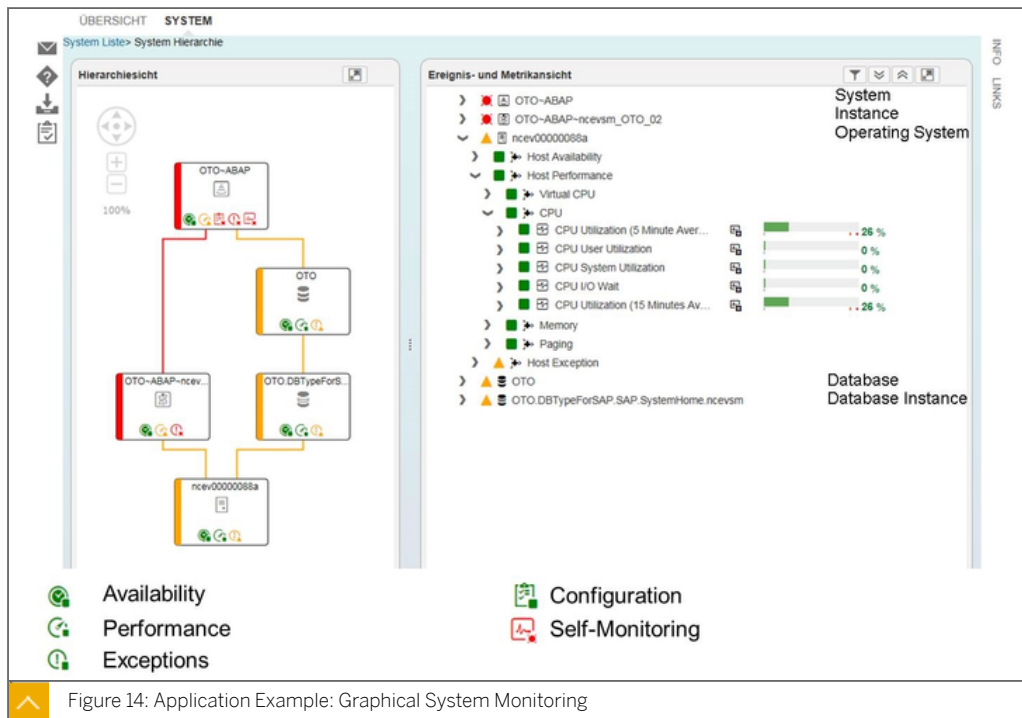 ÜBERSICHT SYSTEM
System Liste> System Hierarchie
INFO LINKS
Hierarchiesicht
100%
OTO~ABAP
OTO
OTO~ABAP~ncev...
OTO.DBTypeForS...
ncev00000088a
Ereignis- und Metrikansicht
OTO~ABAP System
OTO~ABAP~ncevsm_OTO_02 Instance
ncev00000088a Operating System
Host Availability
Host Performance
Virtual CPU
CPU
CPU Utilization (5 Minute Aver... 26 %
CPU User Utilization 0 %
CPU System Utilization 0 %
CPU I/O Wait 0 %
CPU Utilization (15 Minutes Av... 26 %
Memory
Paging
Host Exception
OTO Database
OTO.DBTypeForSAP.SAP.SystemHome.ncevsm Database Instance
Availability
Performance
Exceptions
Configuration
Self-Monitoring
Figure 14: Application Example: Graphical System Monitoring